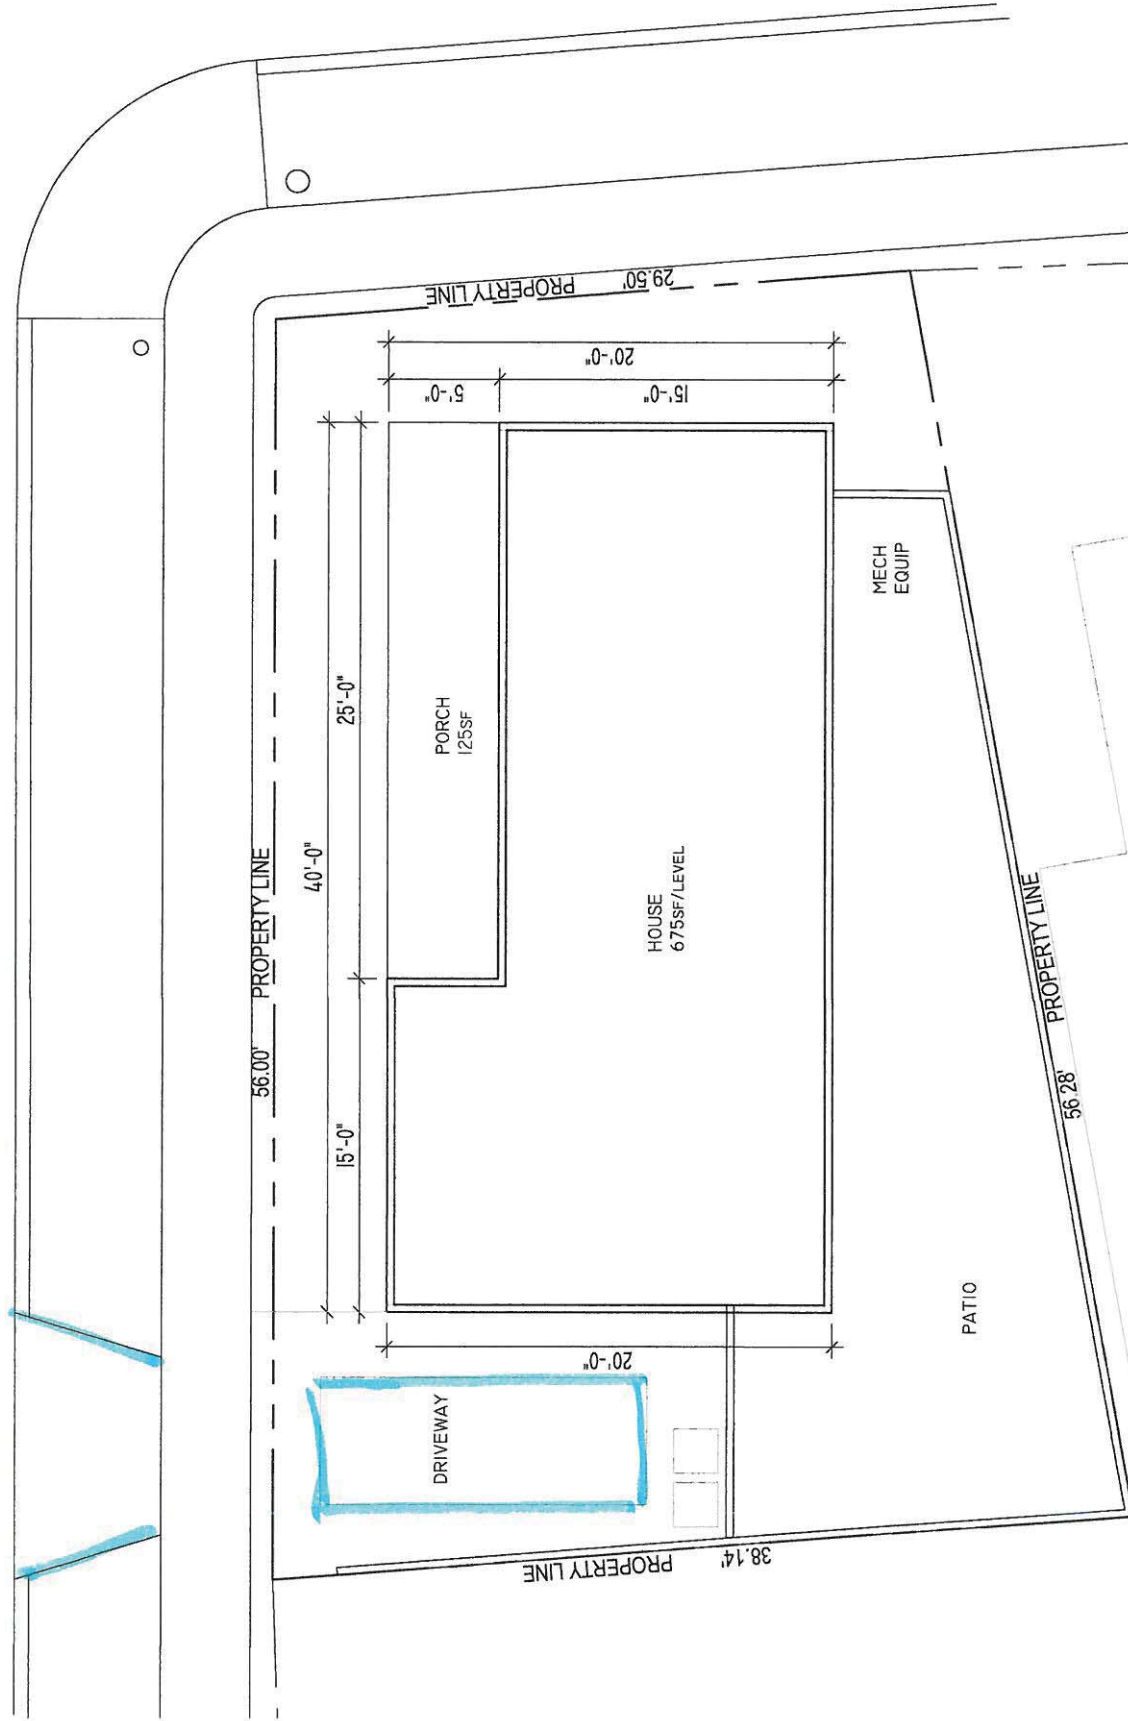 PROPERTY LINE
29.50'
20'-0"
5'-0"
15'-0"
56.00'
PROPERTY LINE
40'-0"
15'-0"
25'-0"
PORCH
125SF
MECH
EQUIP
HOUSE
675SF/LEVEL
56.28'
PROPERTY LINE
PATIO
20'-0"
DRIVEWAY
PROPERTY LINE
38.14'